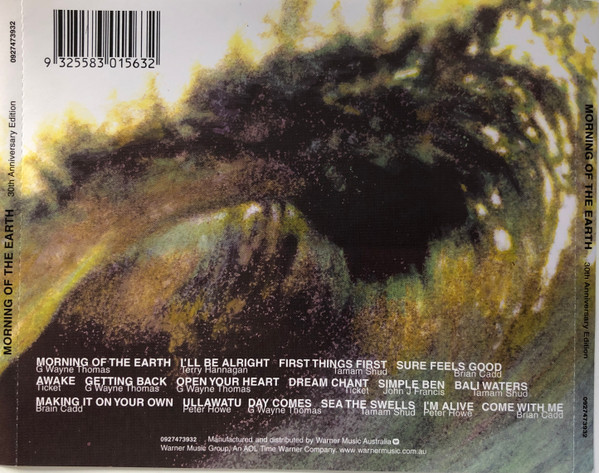 9 325583 015632
MORNING OF THE EARTH 30th Anniversary Edition 0927473932
MORNING OF THE EARTH 30th Anniversary Edition 0927473932
MORNING OF THE EARTH I'LL BE ALRIGHT FIRST THINGS FIRST SURE FEELS GOOD
G Wayne Thomas Terry Hannagan Tamam Shud Brian Cadd
AWAKE GETTING BACK OPEN YOUR HEART DREAM CHANT SIMPLE BEN BALI WATERS
Ticket G Wayne Thomas G Wayne Thomas Ticket John J Francis Tamam Shud
MAKING IT ON YOUR OWN ULLAWATU DAY COMES SEA THE SWELLS I'M ALIVE COME WITH ME
Brain Cadd Peter Howe G Wayne Thomas Tamam Shud Peter Howe Brian Cadd
0927473932 . Manufactured and distributed by Warner Music Australia
Warner Music Group, An AOL Time Warner Company. www.warnermusic.com.au